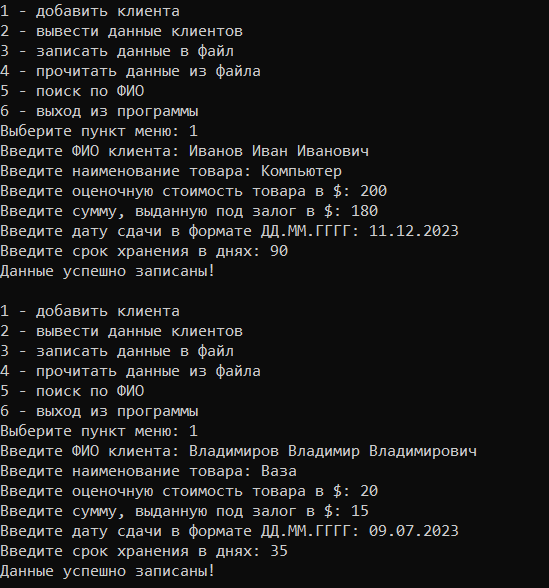 1 - добавить клиента
2 - вывести данные клиентов
3 - записать данные в файл
4 - прочитать данные из файла
5 - поиск по ФИО
6 - выход из программы
Выберите пункт меню: 1
Введите ФИО клиента: Иванов Иван Иванович
Введите наименование товара: Компьютер
Введите оценочную стоимость товара в $: 200
Введите сумму, выданную под залог в $: 180
Введите дату сдачи в формате ДД.ММ.ГГГГ: 11.12.2023
Введите срок хранения в днях: 90
Данные успешно записаны!
1 - добавить клиента
2 - вывести данные клиентов
3 - записать данные в файл
4 - прочитать данные из файла
5 - поиск по ФИО
6 - выход из программы
Выберите пункт меню: 1
Введите ФИО клиента: Владимиров Владимир Владимирович
Введите наименование товара: Ваза
Введите оценочную стоимость товара в $: 20
Введите сумму, выданную под залог в $: 15
Введите дату сдачи в формате ДД.ММ.ГГГГ: 09.07.2023
Введите срок хранения в днях: 35
Данные успешно записаны!